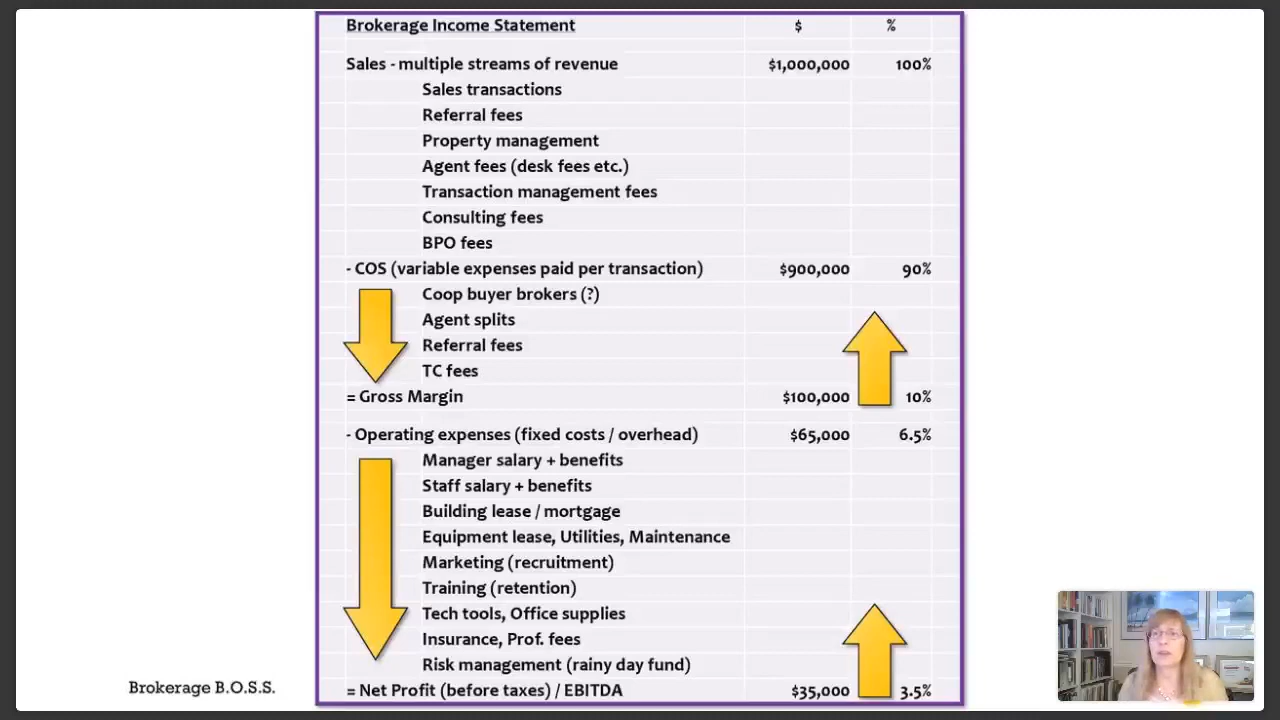 Brokerage Income Statement $ %
Sales - multiple streams of revenue $1,000,000 100%
Sales transactions
Referral fees
Property management
Agent fees (desk fees etc.)
Transaction management fees
Consulting fees
BPO fees
- COS (variable expenses paid per transaction) $900,000 90%
Coop buyer brokers (?)
Agent splits
Referral fees
TC fees
= Gross Margin $100,000 10%
- Operating expenses (fixed costs / overhead) $65,000 6.5%
Manager salary + benefits
Staff salary + benefits
Building lease / mortgage
Equipment lease, Utilities, Maintenance
Marketing (recruitment)
Training (retention)
Tech tools, Office supplies
Insurance, Prof. fees
Risk management (rainy day fund)
= Net Profit (before taxes) / EBITDA $35,000 3.5%
Brokerage B.O.S.S.